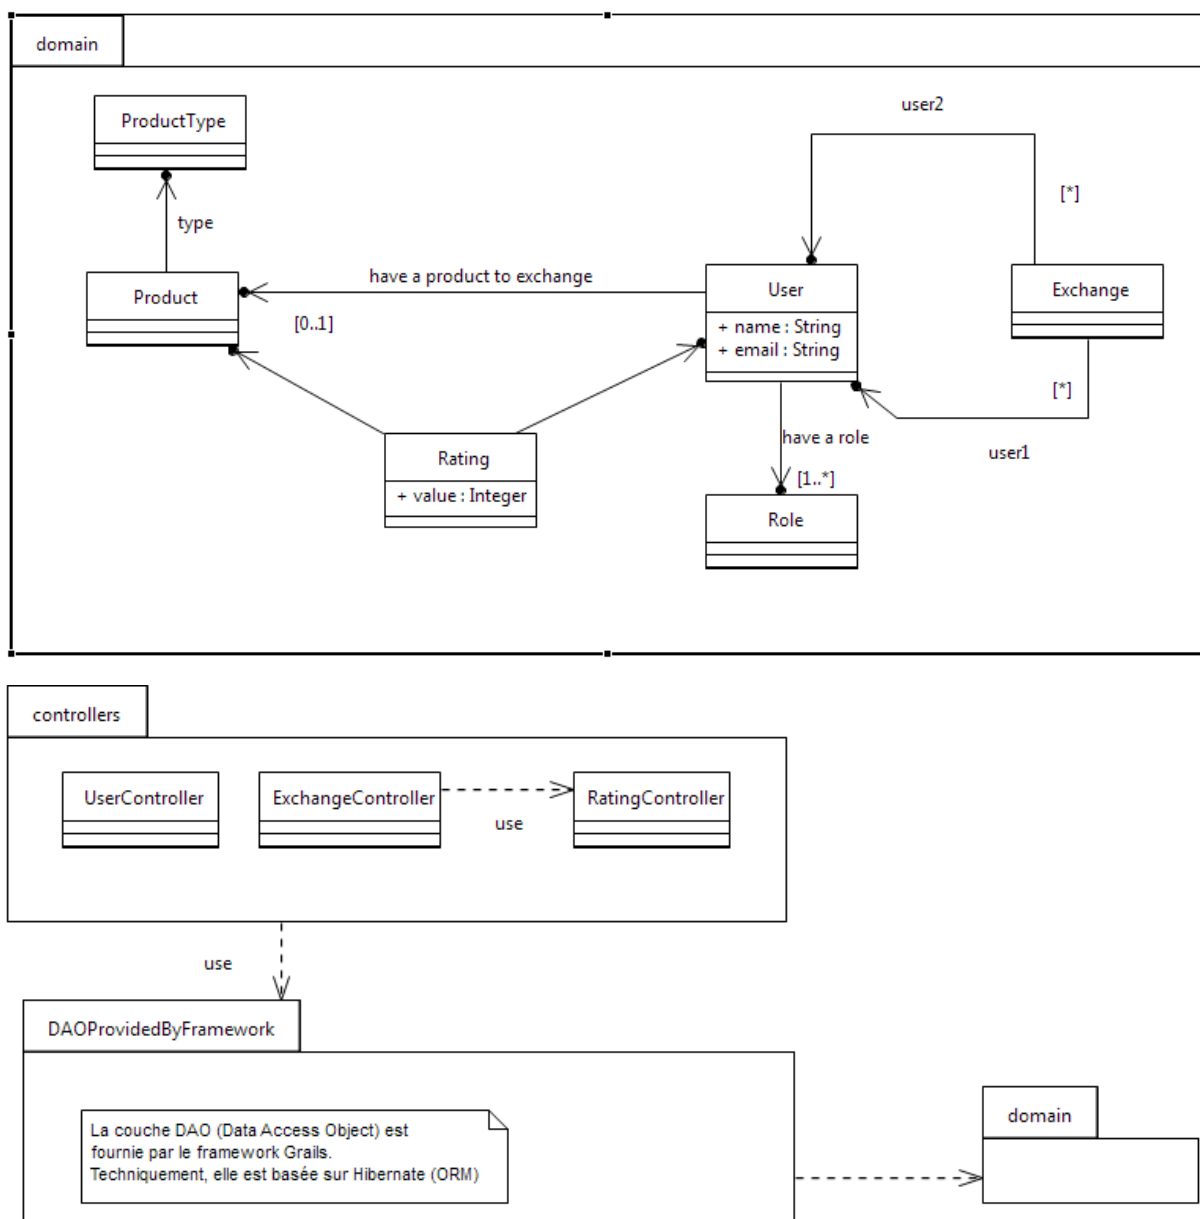 domain
ProductType
user2
[*]
type
have a product to exchange
Product
User
Exchange
[0..1]
+ name : String
+ email : String
[*]
have a role
user1
Rating
+ value : Integer
[1..*]
Role
controllers
UserController
ExchangeController
RatingController
use
use
DAOProvidedByFramework
domain
La couche DAO (Data Access Object) est
fournie par le framework Grails.
Techniquement, elle est basée sur Hibernate (ORM)